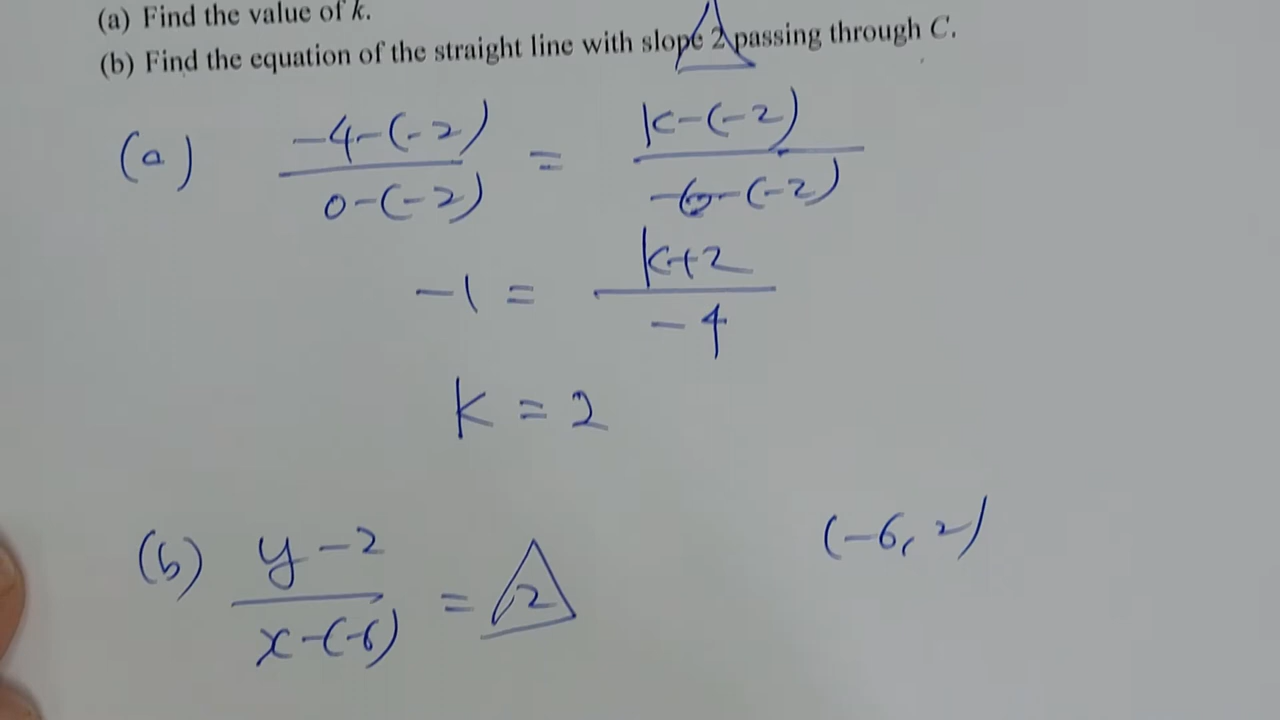 (a) Find the value of k.
(b) Find the equation of the straight line with slope 2 passing through C.
(a) -4-(-2) / 0-(-2) = k-(-2) / -6-(-2)
-1 = k+2 / -4
k = 2
(b) y-2 / x-(-6) = 2
(-6, 2)